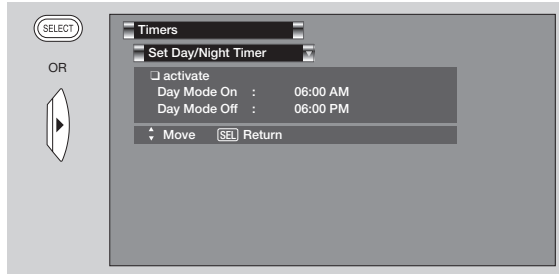 SELECT
OR
Timers
Set Day/Night Timer
❏ activate
Day Mode On : 06:00 AM
Day Mode Off : 06:00 PM
Move SEL Return